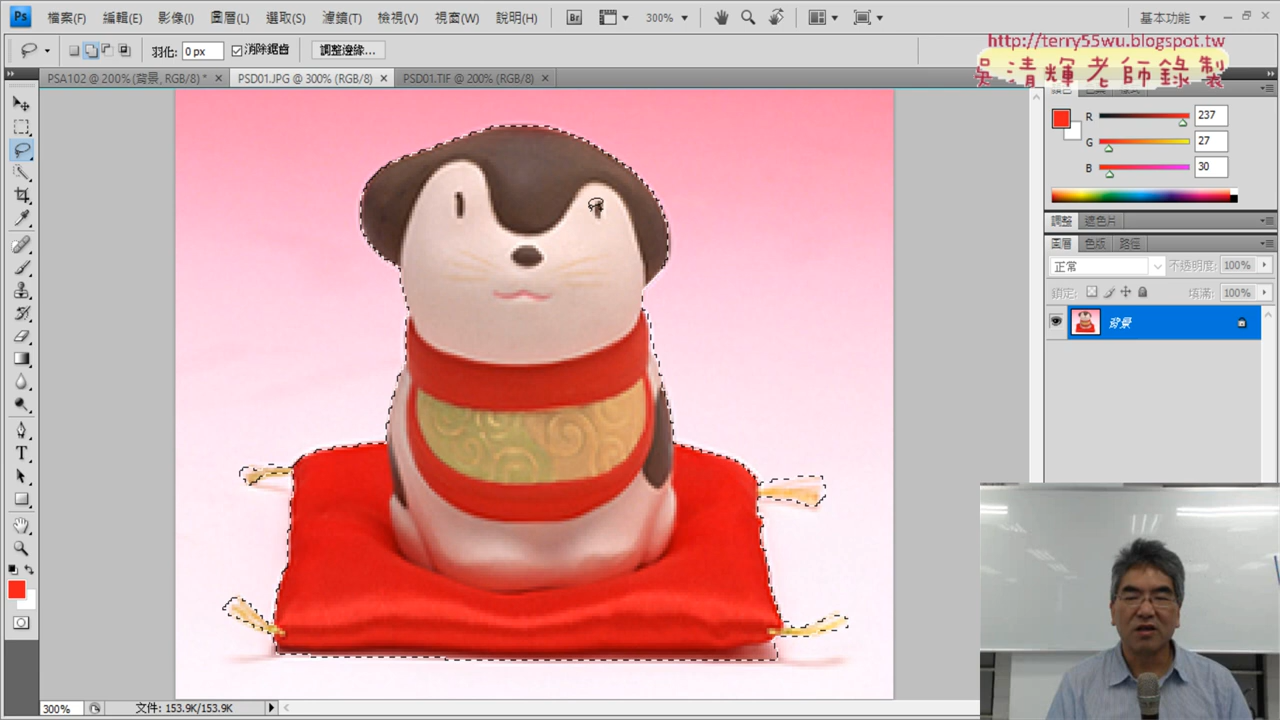 Ps 檔案(F) 編輯(E) 影像(I) 圖層(L) 選取(S) 濾鏡(T) 檢視(V) 視窗(W) 說明(H) Br 300% 基本功能
羽化: 0 px 消除鋸齒 調整邊緣...
http://terry55wu.blogspot.tw
吳清輝老師錄製
PSA102 @ 200%(背景, RGB/8) * × PSD01.JPG @ 300% (RGB/8) × PSD01.TIF @ 200% (RGB/8) ×
R 237
G 27
B 30
調整 遮色片
圖層 色版 路徑
正常 不透明度: 100%
鎖定: 填滿: 100%
背景
T
300% 文件: 153.9K/153.9K